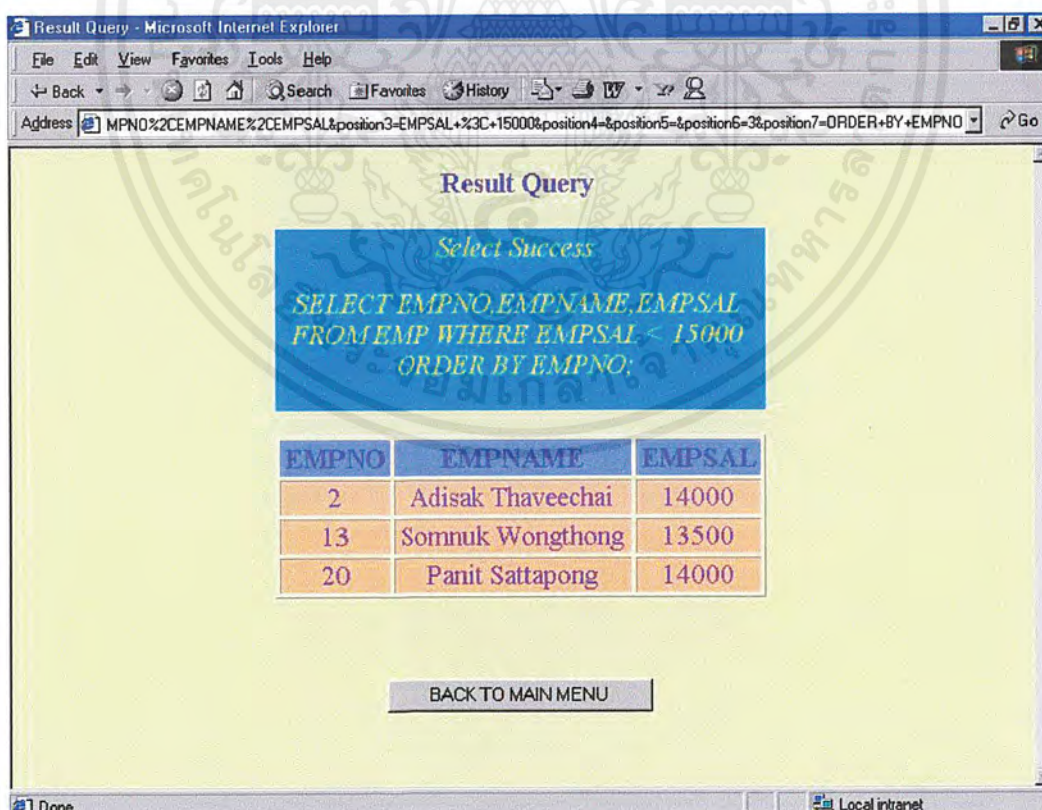 Result Query - Microsoft Internet Explorer
File Edit View Favorites Tools Help
Back Search Favorites History
Address MPNO%2CEMPNAME%2CEMPSAL&position3=EMPSAL+%3C+15000&position4=&position5=&position6=3&position7=ORDER+BY+EMPNO Go
Result Query
Select Success
SELECT EMPNO,EMPNAME,EMPSAL
FROM EMP WHERE EMPSAL < 15000
ORDER BY EMPNO;
EMPNO EMPNAME EMPSAL
2 Adisak Thaveechai 14000
13 Somnuk Wongthong 13500
20 Panit Sattapong 14000
BACK TO MAIN MENU
Done Local intranet